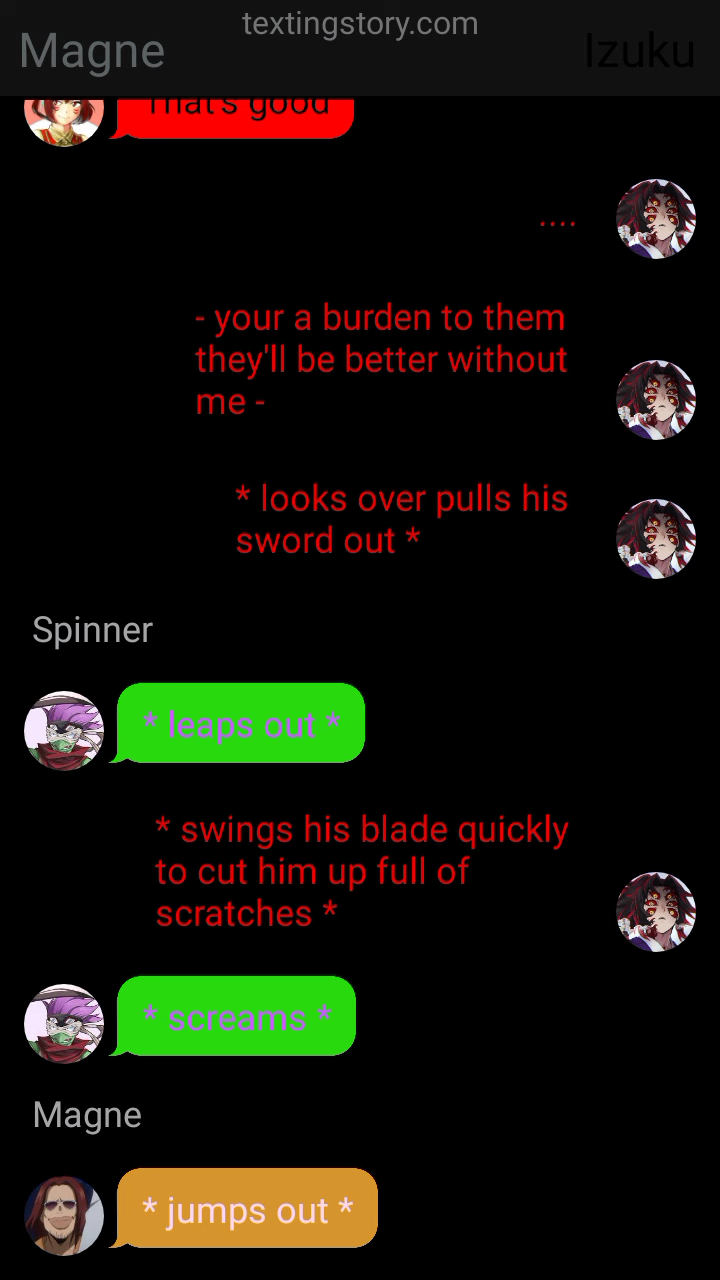 textingstory.com
Magne
Izuku
That's good
....
- your a burden to them
they'll be better without
me -
* looks over pulls his
sword out *
Spinner
* leaps out *
* swings his blade quickly
to cut him up full of
scratches *
* screams *
Magne
* jumps out *